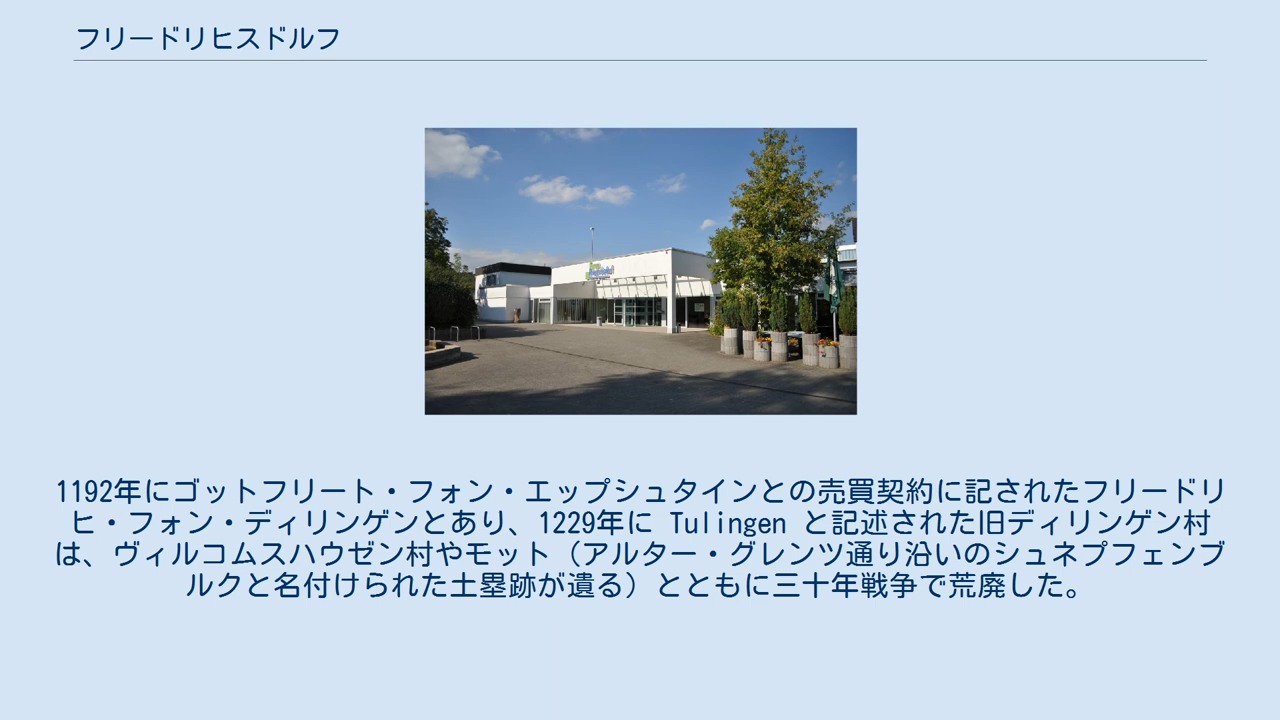 フリードリヒスドルフ
1192年にゴットフリート・フォン・エップシュタインとの売買契約に記されたフリードリ
ヒ・フォン・ディリンゲンとあり、1229年に Tulingen と記述された旧ディリンゲン村
は、ヴィルコムスハウゼン村やモット（アルター・グレンツ通り沿いのシュネプフェンブ
ルクと名付けられた土塁跡が遺る）とともに三十年戦争で荒廃した。